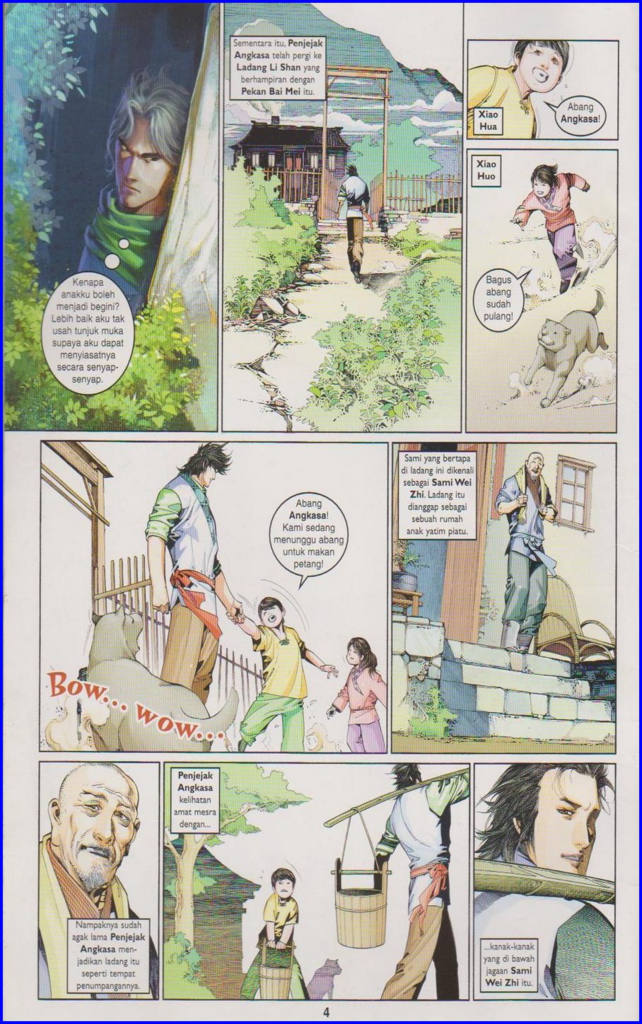 Kenapa
anakku boleh
menjadi begini?
Lebih baik aku tak
usah tunjuk muka
supaya aku dapat
menyiasatnya
secara senyap-
senyap.
Sementara itu, Penjejak
Angkasa telah pergi ke
Ladang Li Shan yang
berhampiran dengan
Pekan Bai Mei itu.
Xiao
Hua
Abang
Angkasa!
Xiao
Huo
Bagus
abang
sudah
pulang!
Abang
Angkasa!
Kami sedang
menunggu abang
untuk makan
petang!
Bow... wow...
Sami yang bertapa
di ladang ini dikenali
sebagai Sami Wei
Zhi. Ladang itu
dianggap sebagai
sebuah rumah
anak yatim piatu.
Nampaknya sudah
agak lama Penjejak
Angkasa men-
jadikan ladang itu
seperti tempat
penumpangannya.
Penjejak
Angkasa
kelihatan
amat mesra
dengan...
...kanak-kanak
yang di bawah
jagaan Sami
Wei Zhi itu.
4